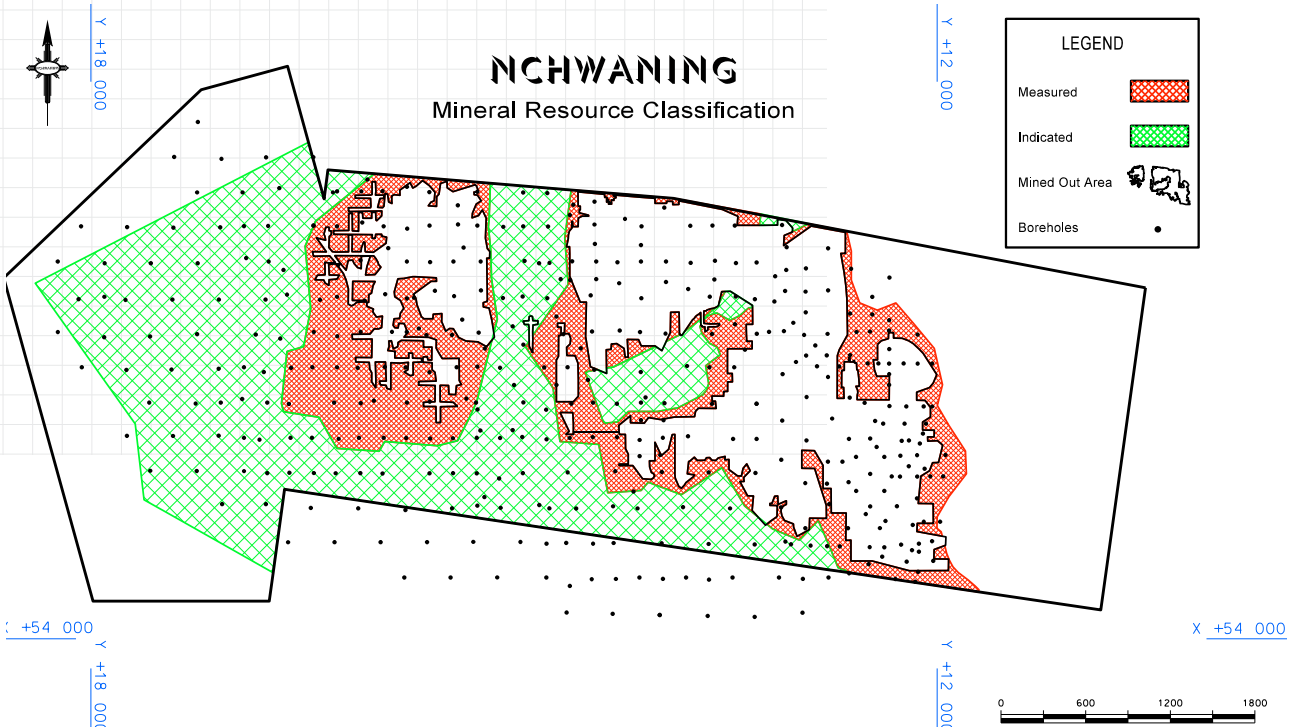 Y +18 000
Y +12 000
NCHWANING
Mineral Resource Classification
LEGEND
Measured
Indicated
Mined Out Area
Boreholes
+54 000
X +54 000
Y +18 000
Y +12 000
0 600 1200 1800